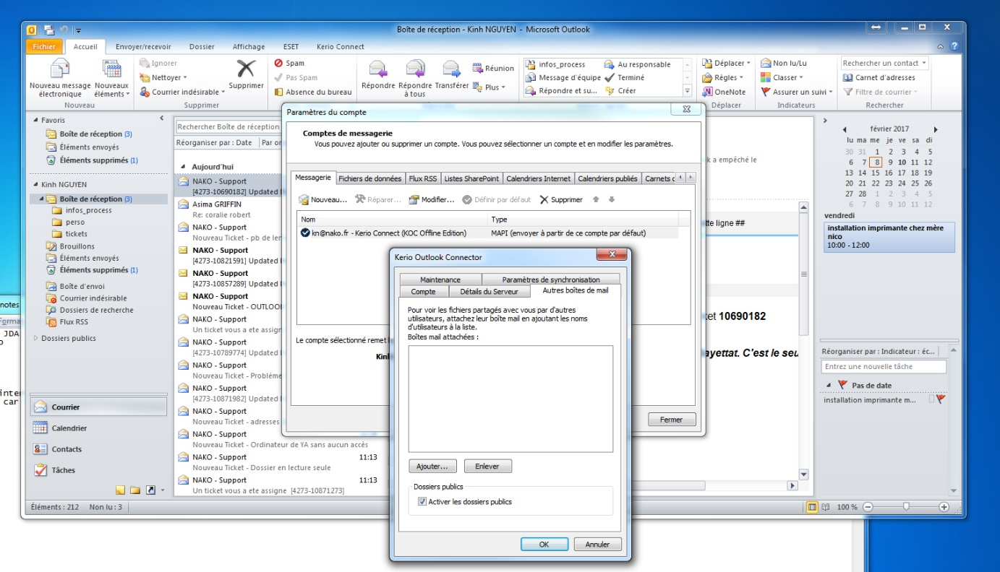 Boîte de réception - Kinh NGUYEN - Microsoft Outlook
Fichier Accueil Envoyer/recevoir Dossier Affichage ESET Kerio Connect
Nouveau message électronique
Nouveaux éléments
Nouveau
Ignorer
Nettoyer
Courrier indésirable
Supprimer
Supprimer
Spam
Pas Spam
Absence du bureau
Répondre
Répondre à tous
Transférer
Réunion
Plus
infos_process
Message d'équipe
Répondre et su...
Au responsable
Terminé
Créer
Déplacer
Règles
OneNote
Déplacer
Non lu/Lu
Classer
Assurer un suivi
Indicateurs
Rechercher un contact
Carnet d'adresses
Filtre de courrier
Rechercher
Favoris
Boîte de réception (3)
Éléments envoyés
Éléments supprimés (1)
Kinh NGUYEN
Boîte de réception (3)
infos_process
perso
tickets
Brouillons
Éléments envoyés
Éléments supprimés (1)
Boîte d'envoi
Courrier indésirable
Dossiers de recherche
Flux RSS
Dossiers publics
Courrier
Calendrier
Contacts
Tâches
Éléments : 212 Non lu : 3
notes
JDA
Rechercher Boîte de réception
Réorganiser par : Date Par or
Aujourd'hui
NAKO - Support
[4273-10690182] Updated
Asima GRIFFIN
Re: coralie robert
NAKO - Support
Nouveau Ticket - pb de
NAKO - Support
[4273-10821591] Updated
NAKO - Support
[4273-10857289] Updated
NAKO - Support
Nouveau Ticket - OUTLOO
NAKO - Support
Un ticket vous a ete assign
NAKO - Support
[4273-10789774] Updated
NAKO - Support
Nouveau Ticket - Problème
NAKO - Support
[4273-10871982] Updated
NAKO - Support
Nouveau Ticket - adresses
NAKO - Support
Nouveau Ticket - Ordinateur de YA sans aucun accès
NAKO - Support 11:13
Nouveau Ticket - Dossier en lecture seule
NAKO - Support 11:13
Un ticket vous a ete assigne [4273-10871273]
Paramètres du compte
Comptes de messagerie
Vous pouvez ajouter ou supprimer un compte. Vous pouvez sélectionner un compte et en modifier les paramètres.
Messagerie Fichiers de données Flux RSS Listes SharePoint Calendriers Internet Calendriers publiés Carnets
Nouveau... Réparer... Modifier... Définir par défaut Supprimer
Nom Type
kn@nako.fr - Kerio Connect (KOC Offline Edition) MAPI (envoyer à partir de ce compte par défaut)
Le compte sélectionné remet
Fermer
Kerio Outlook Connector
Maintenance Paramètres de synchronisation
Compte Détails du Serveur Autres boîtes de mail
Pour voir les fichiers partagés avec vous par d'autres
utilisateurs, attachez leur boîte mail en ajoutant les noms
d'utilisateurs à la liste.
Boîtes mail attachées :
Ajouter... Enlever
Dossiers publics
Activer les dossiers publics
OK Annuler
k a empêché le
tte ligne ##
ket 10690182
ayettat. C'est le seu
février 2017
lu ma me je ve sa di
30 31 1 2 3 4 5
6 7 8 9 10 11 12
13 14 15 16 17 18 19
20 21 22 23 24 25 26
27 28 1 2 3 4 5
6 7 8 9 10 11 12
vendredi
installation imprimante chez mère
nico
10:00 - 12:00
Réorganiser par : Indicateur : éc...
Entrez une nouvelle tâche
Pas de date
installation imprimante m...
100 %